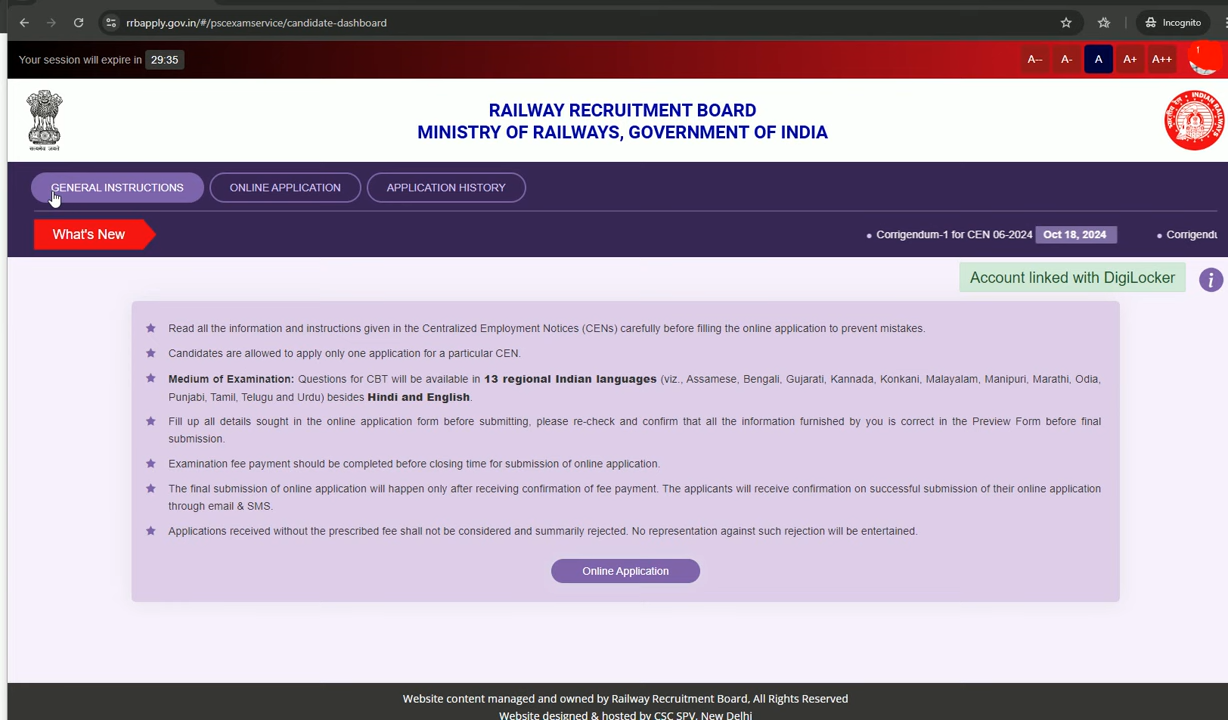 rrbapply.gov.in/#/pscexamservice/candidate-dashboard
Incognito
Your session will expire in 29:35
A-- A- A A+ A++
RAILWAY RECRUITMENT BOARD
MINISTRY OF RAILWAYS, GOVERNMENT OF INDIA
सत्यमेव जयते
GENERAL INSTRUCTIONS ONLINE APPLICATION APPLICATION HISTORY
What's New
Corrigendum-1 for CEN 06-2024 Oct 18, 2024
Account linked with DigiLocker
i
Read all the information and instructions given in the Centralized Employment Notices (CENs) carefully before filling the online application to prevent mistakes.
Candidates are allowed to apply only one application for a particular CEN.
Medium of Examination: Questions for CBT will be available in 13 regional Indian languages (viz., Assamese, Bengali, Gujarati, Kannada, Konkani, Malayalam, Manipuri, Marathi, Odia,
Punjabi, Tamil, Telugu and Urdu) besides Hindi and English.
Fill up all details sought in the online application form before submitting, please re-check and confirm that all the information furnished by you is correct in the Preview Form before final
submission.
Examination fee payment should be completed before closing time for submission of online application.
The final submission of online application will happen only after receiving confirmation of fee payment. The applicants will receive confirmation on successful submission of their online application
through email & SMS.
Applications received without the prescribed fee shall not be considered and summarily rejected. No representation against such rejection will be entertained.
Online Application
Website content managed and owned by Railway Recruitment Board, All Rights Reserved
Website designed & hosted by CSC SPV, New Delhi